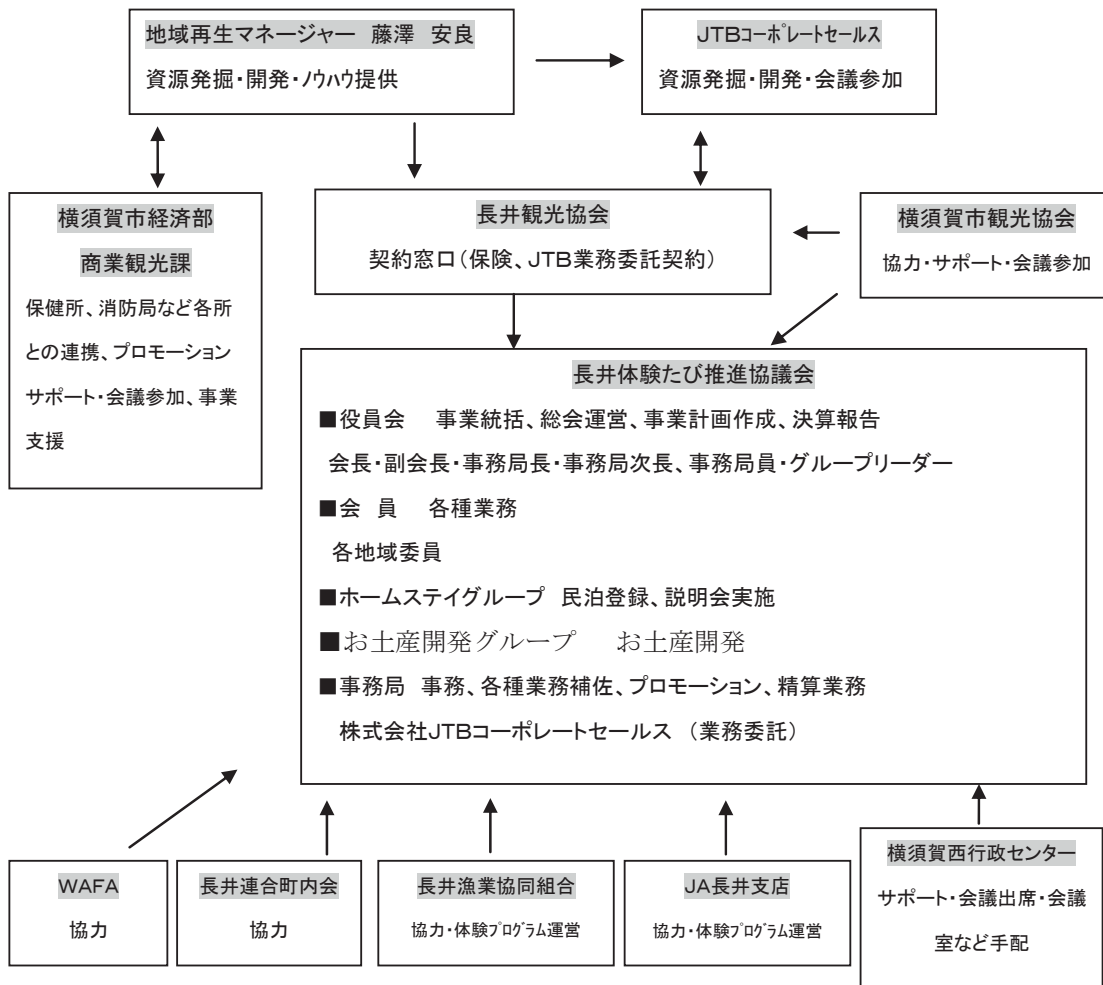 地域再生マネージャー 藤澤 安良
資源発掘・開発・ノウハウ提供
JTBコーポレートセールス
資源発掘・開発・会議参加
横須賀市経済部
商業観光課
保健所、消防局など各所
との連携、プロモーション
サポート・会議参加、事業
支援
長井観光協会
契約窓口(保険、JTB業務委託契約)
横須賀市観光協会
協力・サポート・会議参加
長井体験たび推進協議会
■役員会 事業統括、総会運営、事業計画作成、決算報告
会長・副会長・事務局長・事務局次長、事務局員・グループリーダー
■会 員 各種業務
各地域委員
■ホームステイグループ 民泊登録、説明会実施
■お土産開発グループ お土産開発
■事務局 事務、各種業務補佐、プロモーション、精算業務
株式会社JTBコーポレートセールス (業務委託)
WAFA
協力
長井連合町内会
協力
長井漁業協同組合
協力・体験プログラム運営
JA長井支店
協力・体験プログラム運営
横須賀西行政センター
サポート・会議出席・会議
室など手配